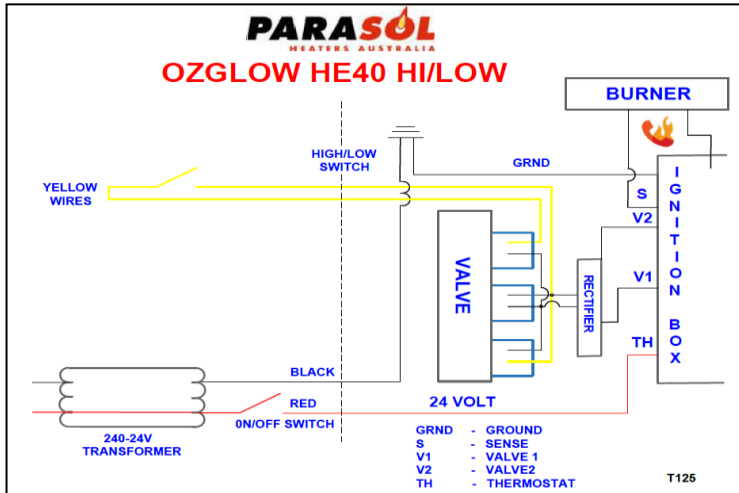 PARASOL
HEATERS AUSTRALIA
OZGLOW HE40 HI/LOW
BURNER
HIGH/LOW
SWITCH
GRND
YELLOW
WIRES
S
V2
V1
TH
IGNITION BOX
VALVE
RECTIFIER
BLACK
RED
0N/OFF SWITCH
240-24V
TRANSFORMER
24 VOLT
GRND - GROUND
S - SENSE
V1 - VALVE 1
V2 - VALVE2
TH - THERMOSTAT
T125